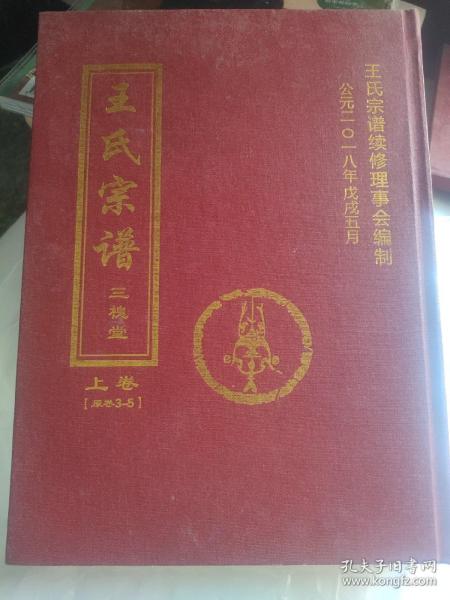 王氏宗谱续修理事会编制
公元二〇一八年戊戌五月
王氏宗谱
三槐堂
上卷
[原卷3-5]
孔夫子旧书网
www.kongfz.com